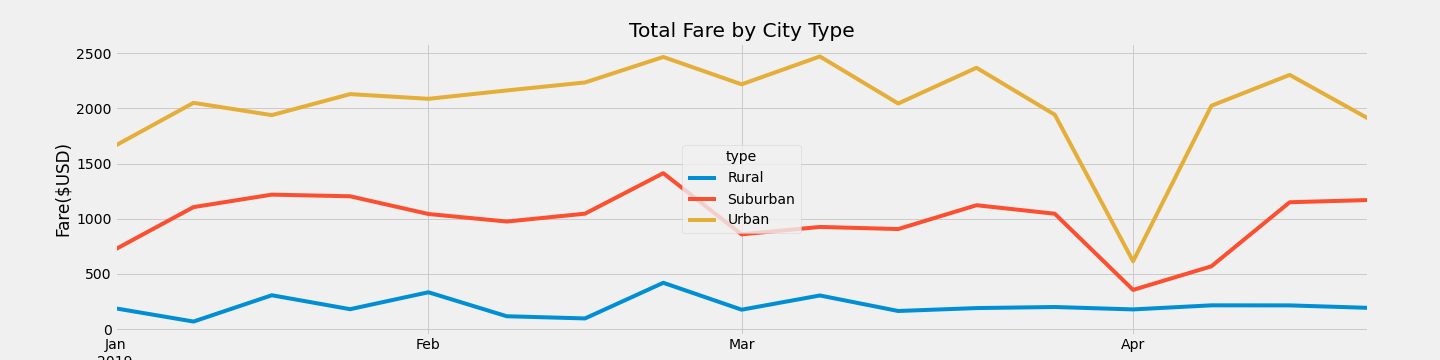 Total Fare by City Type
Fare($USD)
2500
2000
1500
1000
500
0
type
Rural
Suburban
Urban
Jan
Feb
Mar
Apr
2019